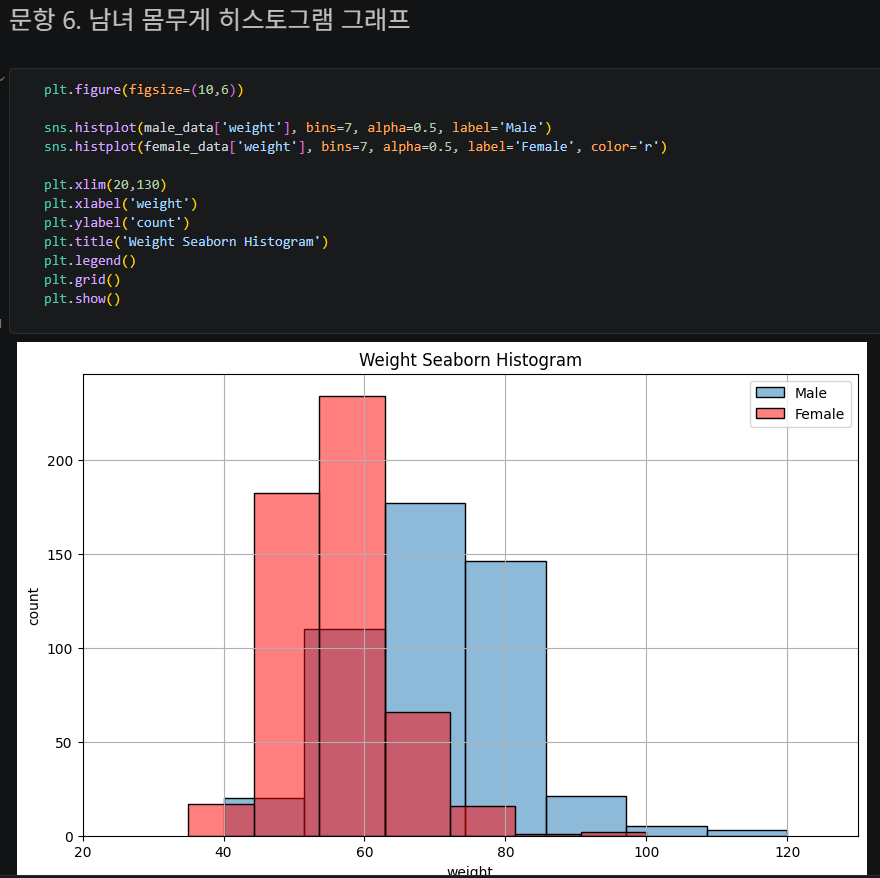 문항 6. 남녀 몸무게 히스토그램 그래프
plt.figure(figsize=(10,6))
sns.histplot(male_data['weight'], bins=7, alpha=0.5, label='Male')
sns.histplot(female_data['weight'], bins=7, alpha=0.5, label='Female', color='r')
plt.xlim(20,130)
plt.xlabel('weight')
plt.ylabel('count')
plt.title('Weight Seaborn Histogram')
plt.legend()
plt.grid()
plt.show()
Weight Seaborn Histogram
Male
Female
200
150
100
50
0
count
20 40 60 80 100 120
weight